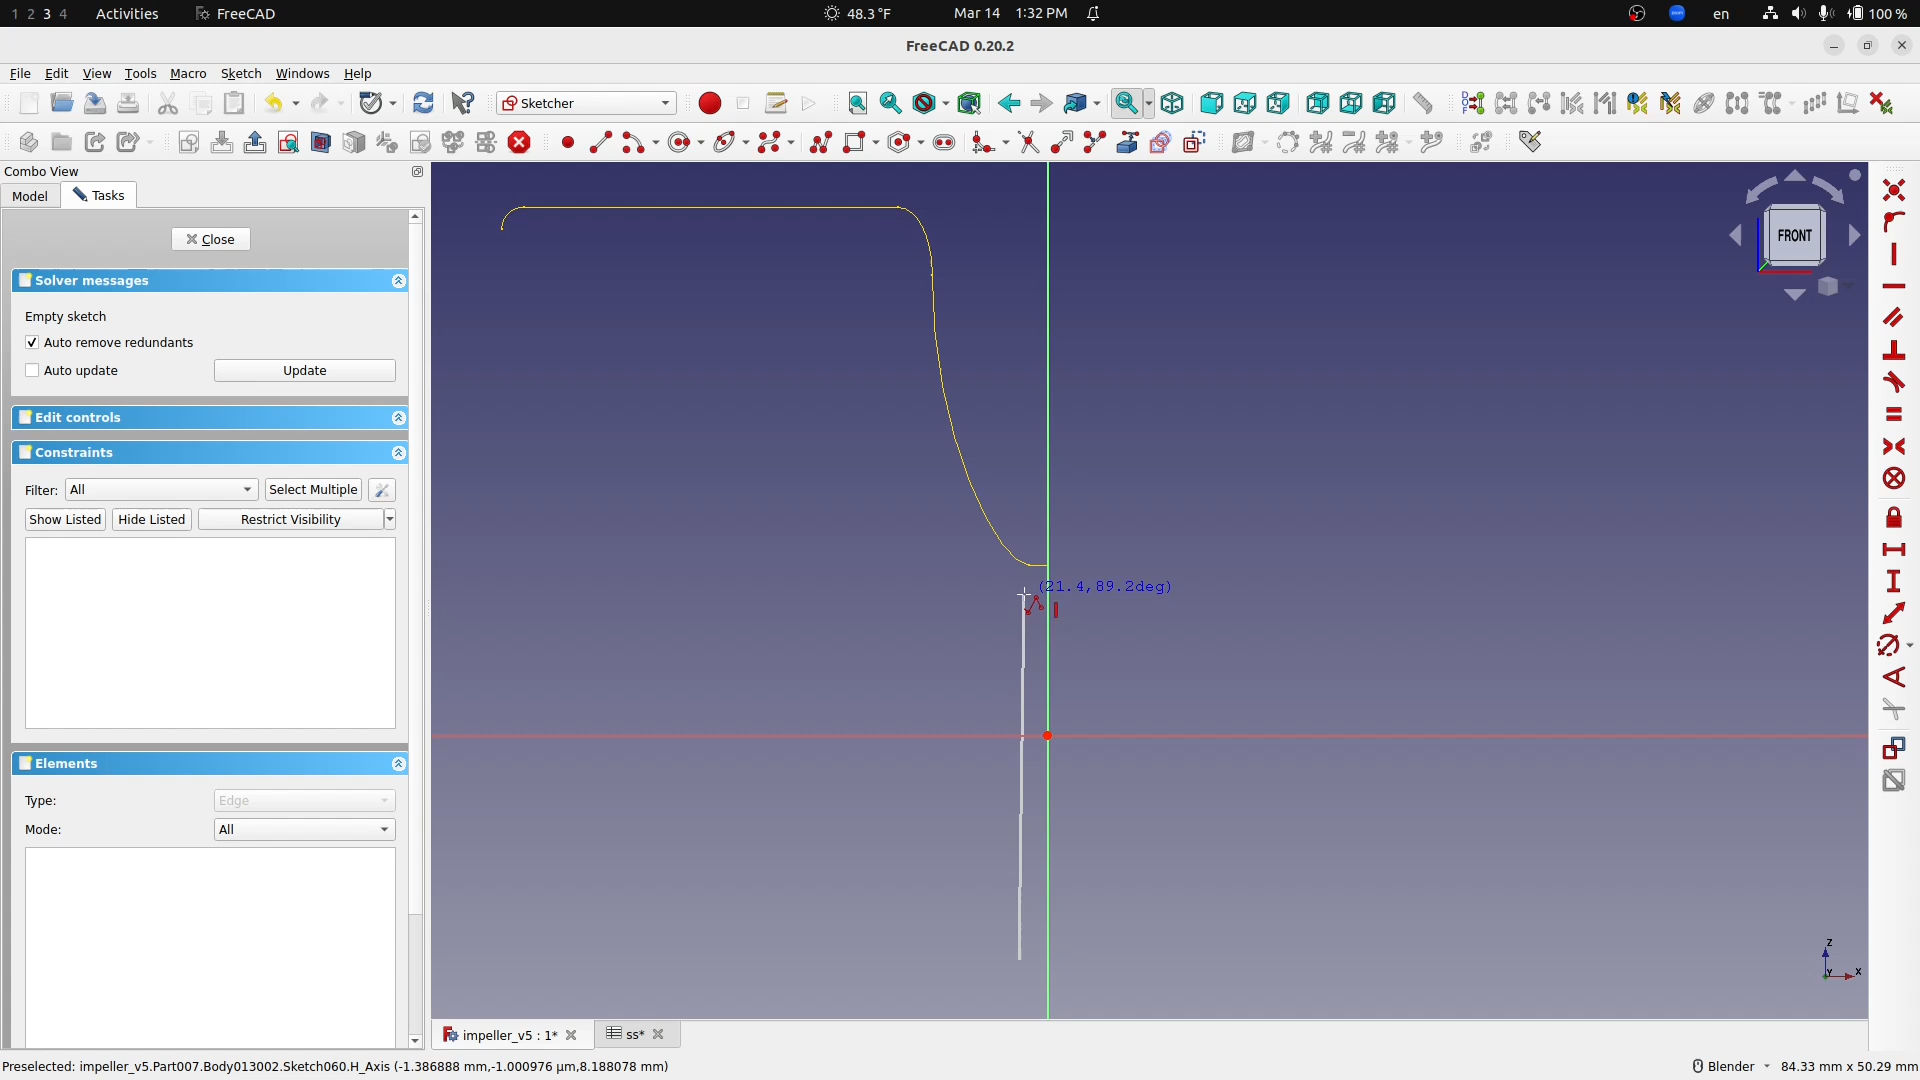 1 2 3 4 Activities FreeCAD 48.3 °F Mar 14 1:32 PM en 100 %
FreeCAD 0.20.2
File Edit View Tools Macro Sketch Windows Help
Sketcher
Combo View
Model Tasks
Close
Solver messages
Empty sketch
Auto remove redundants
Auto update Update
Edit controls
Constraints
Filter: All Select Multiple
Show Listed Hide Listed Restrict Visibility
Elements
Type: Edge
Mode: All
FRONT
(21.4,89.2deg)
Z
Y X
impeller_v5 : 1* ss*
Preselected: impeller_v5.Part007.Body013002.Sketch060.H_Axis (-1.386888 mm,-1.000976 µm,8.188078 mm) Blender 84.33 mm x 50.29 mm